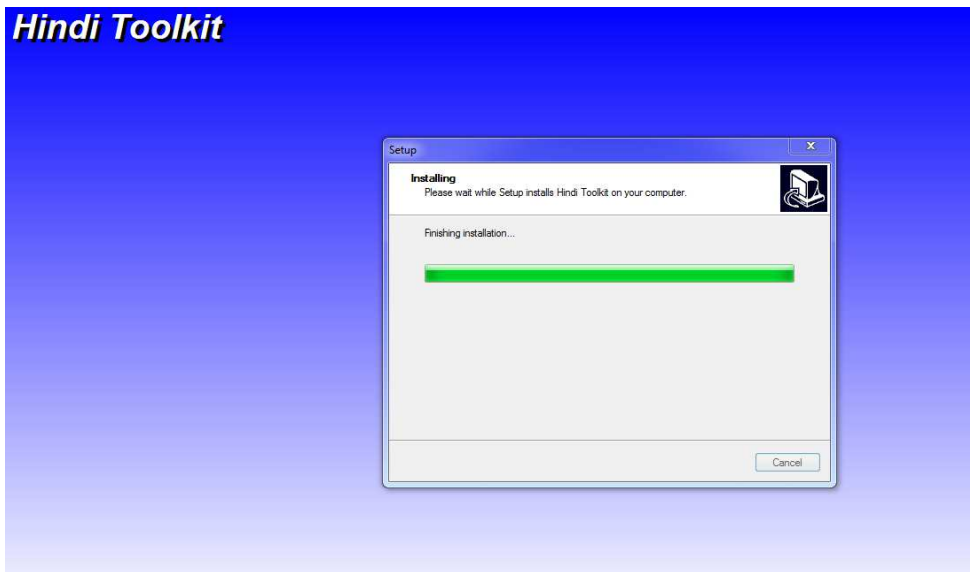 Hindi Toolkit
Setup
Installing
Please wait while Setup installs Hindi Toolkit on your computer.
Finishing installation...
Cancel